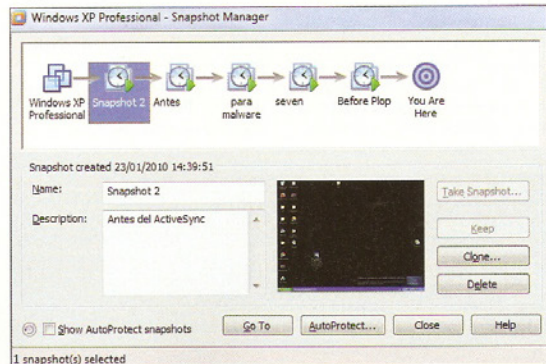 Windows XP Professional - Snapshot Manager
Windows XP Professional
Snapshot 2
Antes
para malware
seven
Before Plop
You Are Here
Snapshot created 23/01/2010 14:39:51
Name:
Snapshot 2
Take Snapshot...
Description:
Antes del ActiveSync
Keep
Clone...
Delete
Show AutoProtect snapshots
Go To
AutoProtect...
Close
Help
1 snapshot(s) selected